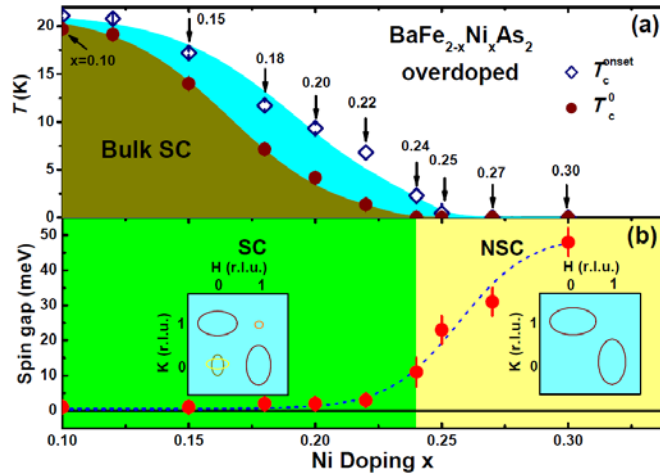 (a)
BaFe2-xNixAs2
overdoped
Tc^onset
Tc^0
T (K)
20
15
10
5
0
x=0.10
0.15
0.18
0.20
0.22
0.24
0.25
0.27
0.30
Bulk SC
(b)
SC
NSC
Spin gap (meV)
50
40
30
20
10
0
H (r.l.u.)
0 1
K (r.l.u.)
1
0
H (r.l.u.)
0 1
K (r.l.u.)
1
0
0.10 0.15 0.20 0.25 0.30
Ni Doping x